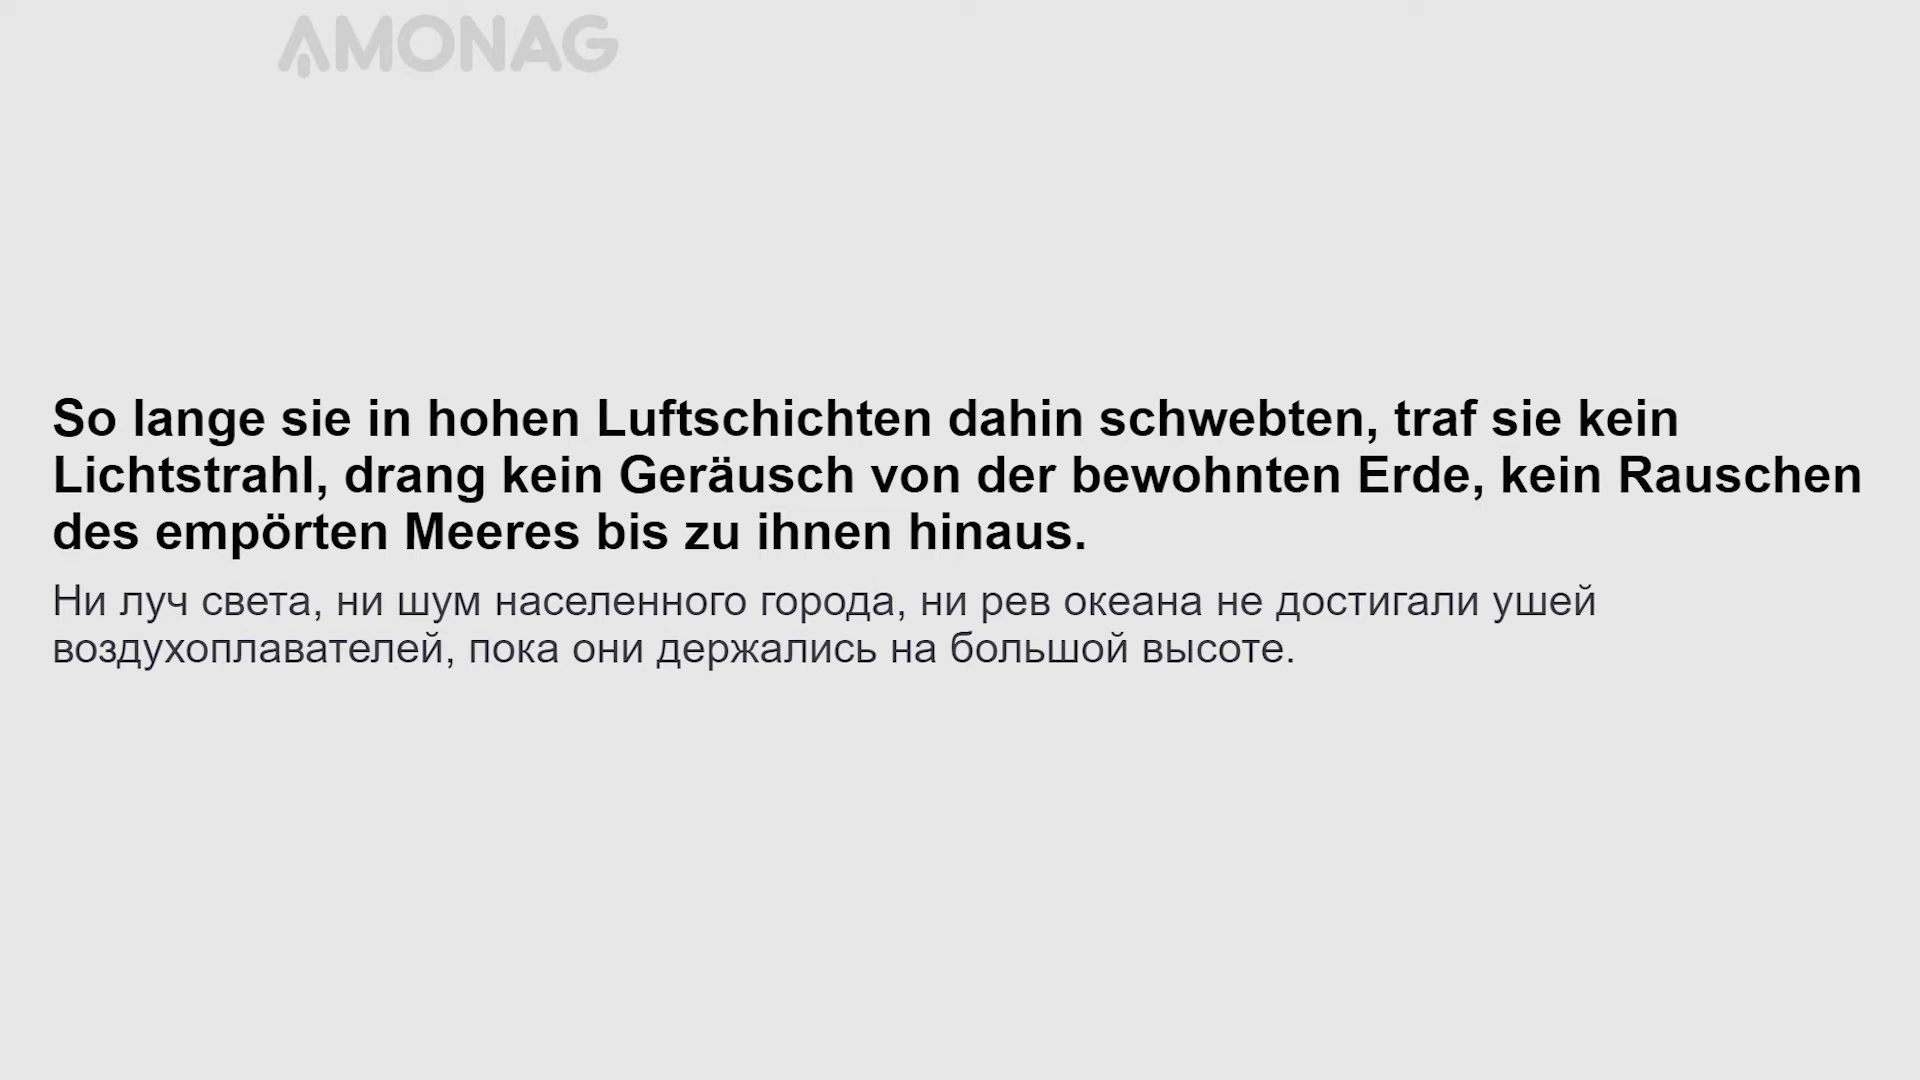 AMONAG
So lange sie in hohen Luftschichten dahin schwebten, traf sie kein
Lichtstrahl, drang kein Geräusch von der bewohnten Erde, kein Rauschen
des empörten Meeres bis zu ihnen hinaus.
Ни луч света, ни шум населенного города, ни рев океана не достигали ушей
воздухоплавателей, пока они держались на большой высоте.